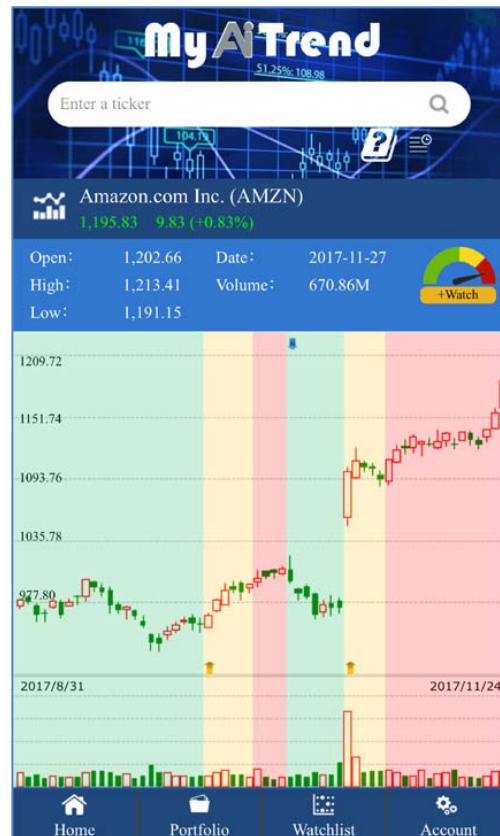 My Ai Trend
51.25%: 108.98
Enter a ticker
104.19
?
Amazon.com Inc. (AMZN)
1,195.83 9.83 (+0.83%)
Open: 1,202.66 Date: 2017-11-27
High: 1,213.41 Volume: 670.86M
Low: 1,191.15
+Watch
1209.72
1151.74
1093.76
1035.78
977.80
2017/8/31 2017/11/24
Home Portfolio Watchlist Account